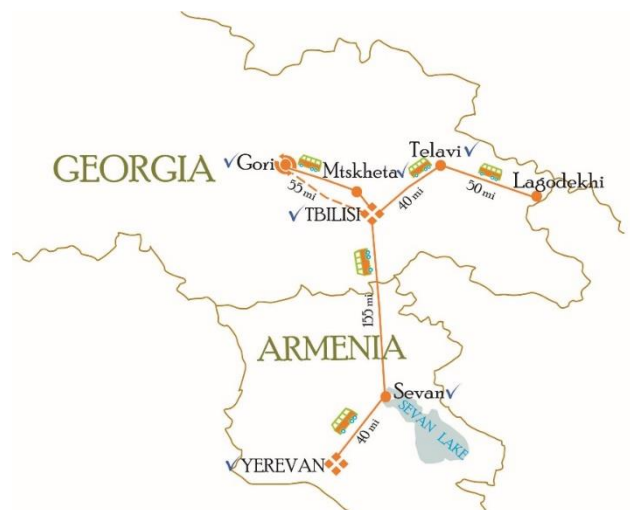 Telavi
GEORGIA
Gori
Mtskheta
Lagodekhi
55 mi
40 mi
50 mi
TBILISI
155 mi
ARMENIA
Sevan
SEVAN LAKE
40 mi
YEREVAN